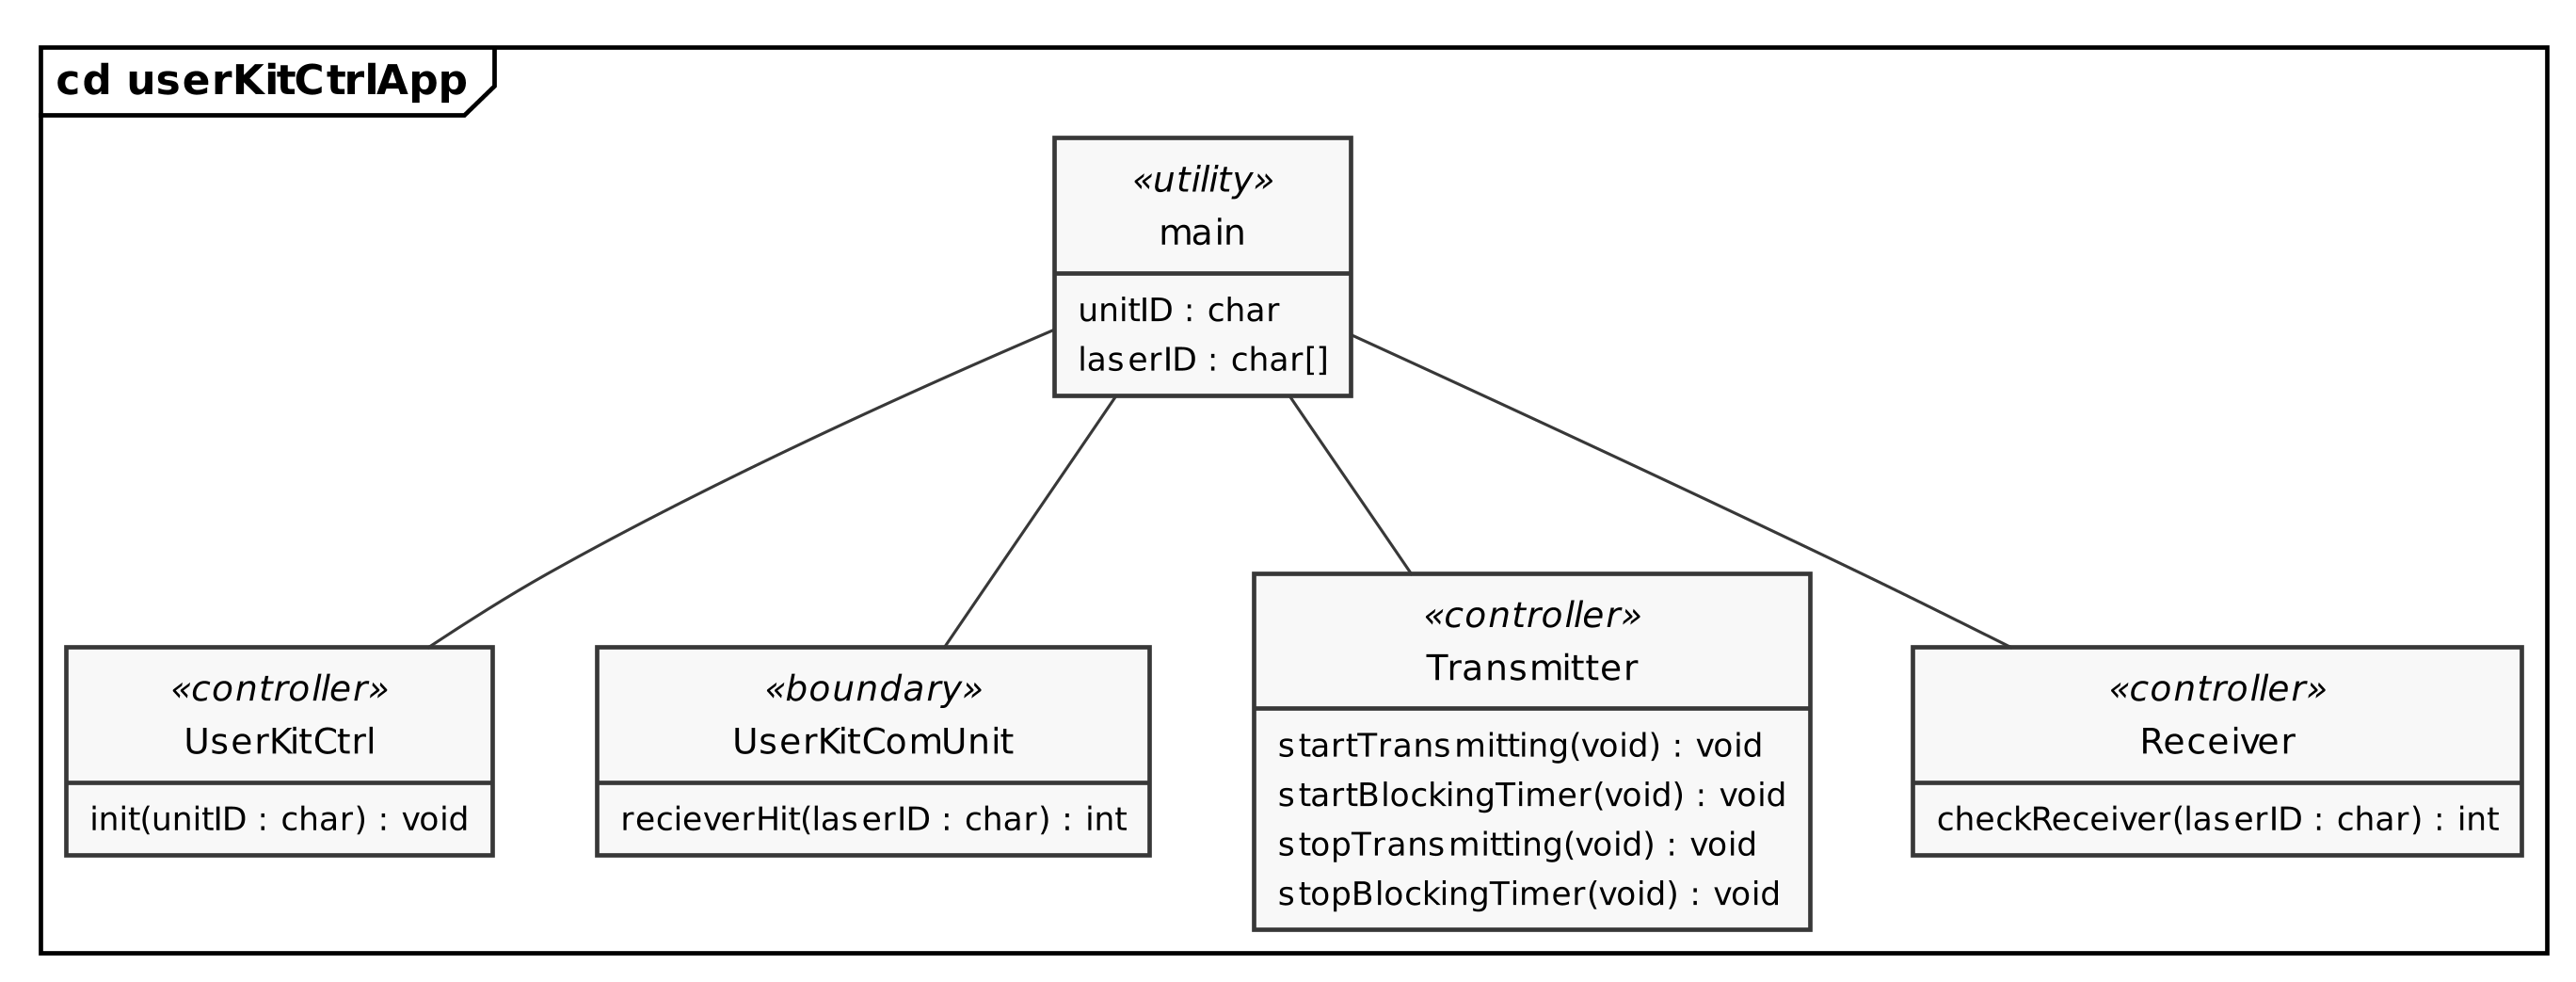 cd userKitCtrlApp
«utility»
main
unitID : char
laserID : char[]
«controller»
UserKitCtrl
init(unitID : char) : void
«boundary»
UserKitComUnit
recieverHit(laserID : char) : int
«controller»
Transmitter
startTransmitting(void) : void
startBlockingTimer(void) : void
stopTransmitting(void) : void
stopBlockingTimer(void) : void
«controller»
Receiver
checkReceiver(laserID : char) : int